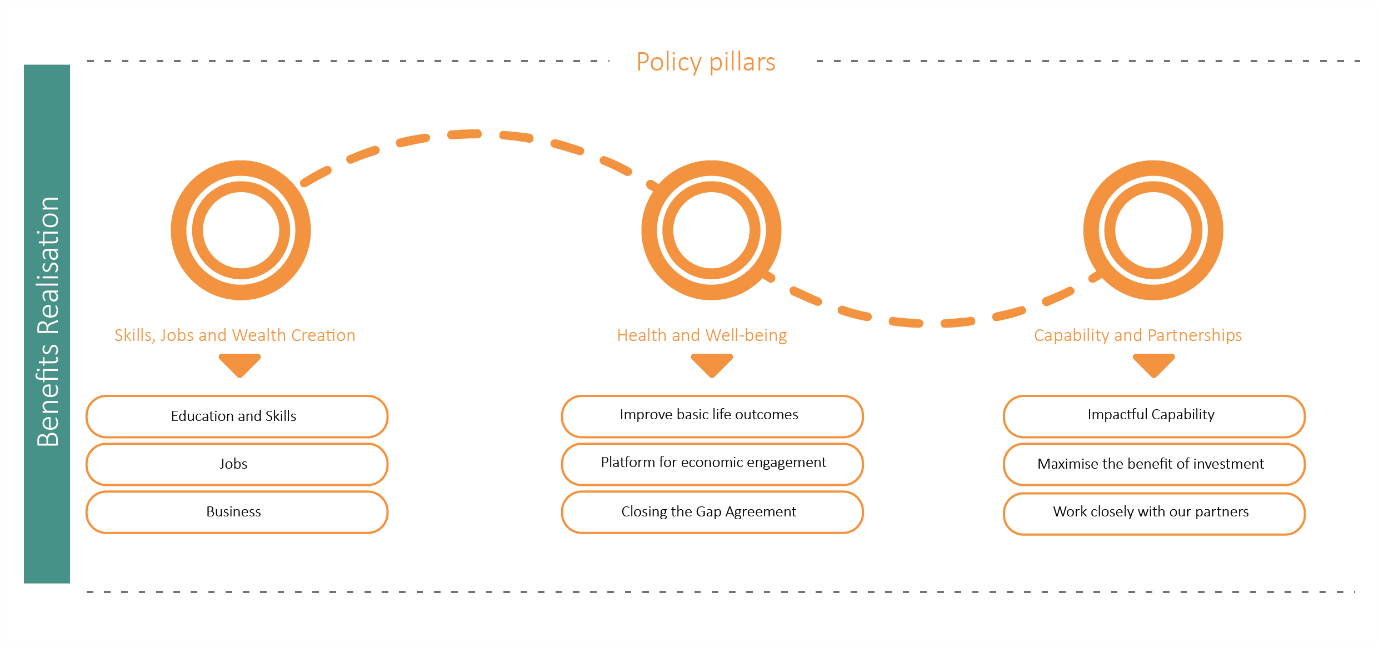 Policy pillars
Benefits Realisation
Skills, Jobs and Wealth Creation
Education and Skills
Jobs
Business
Health and Well-being
Improve basic life outcomes
Platform for economic engagement
Closing the Gap Agreement
Capability and Partnerships
Impactful Capability
Maximise the benefit of investment
Work closely with our partners